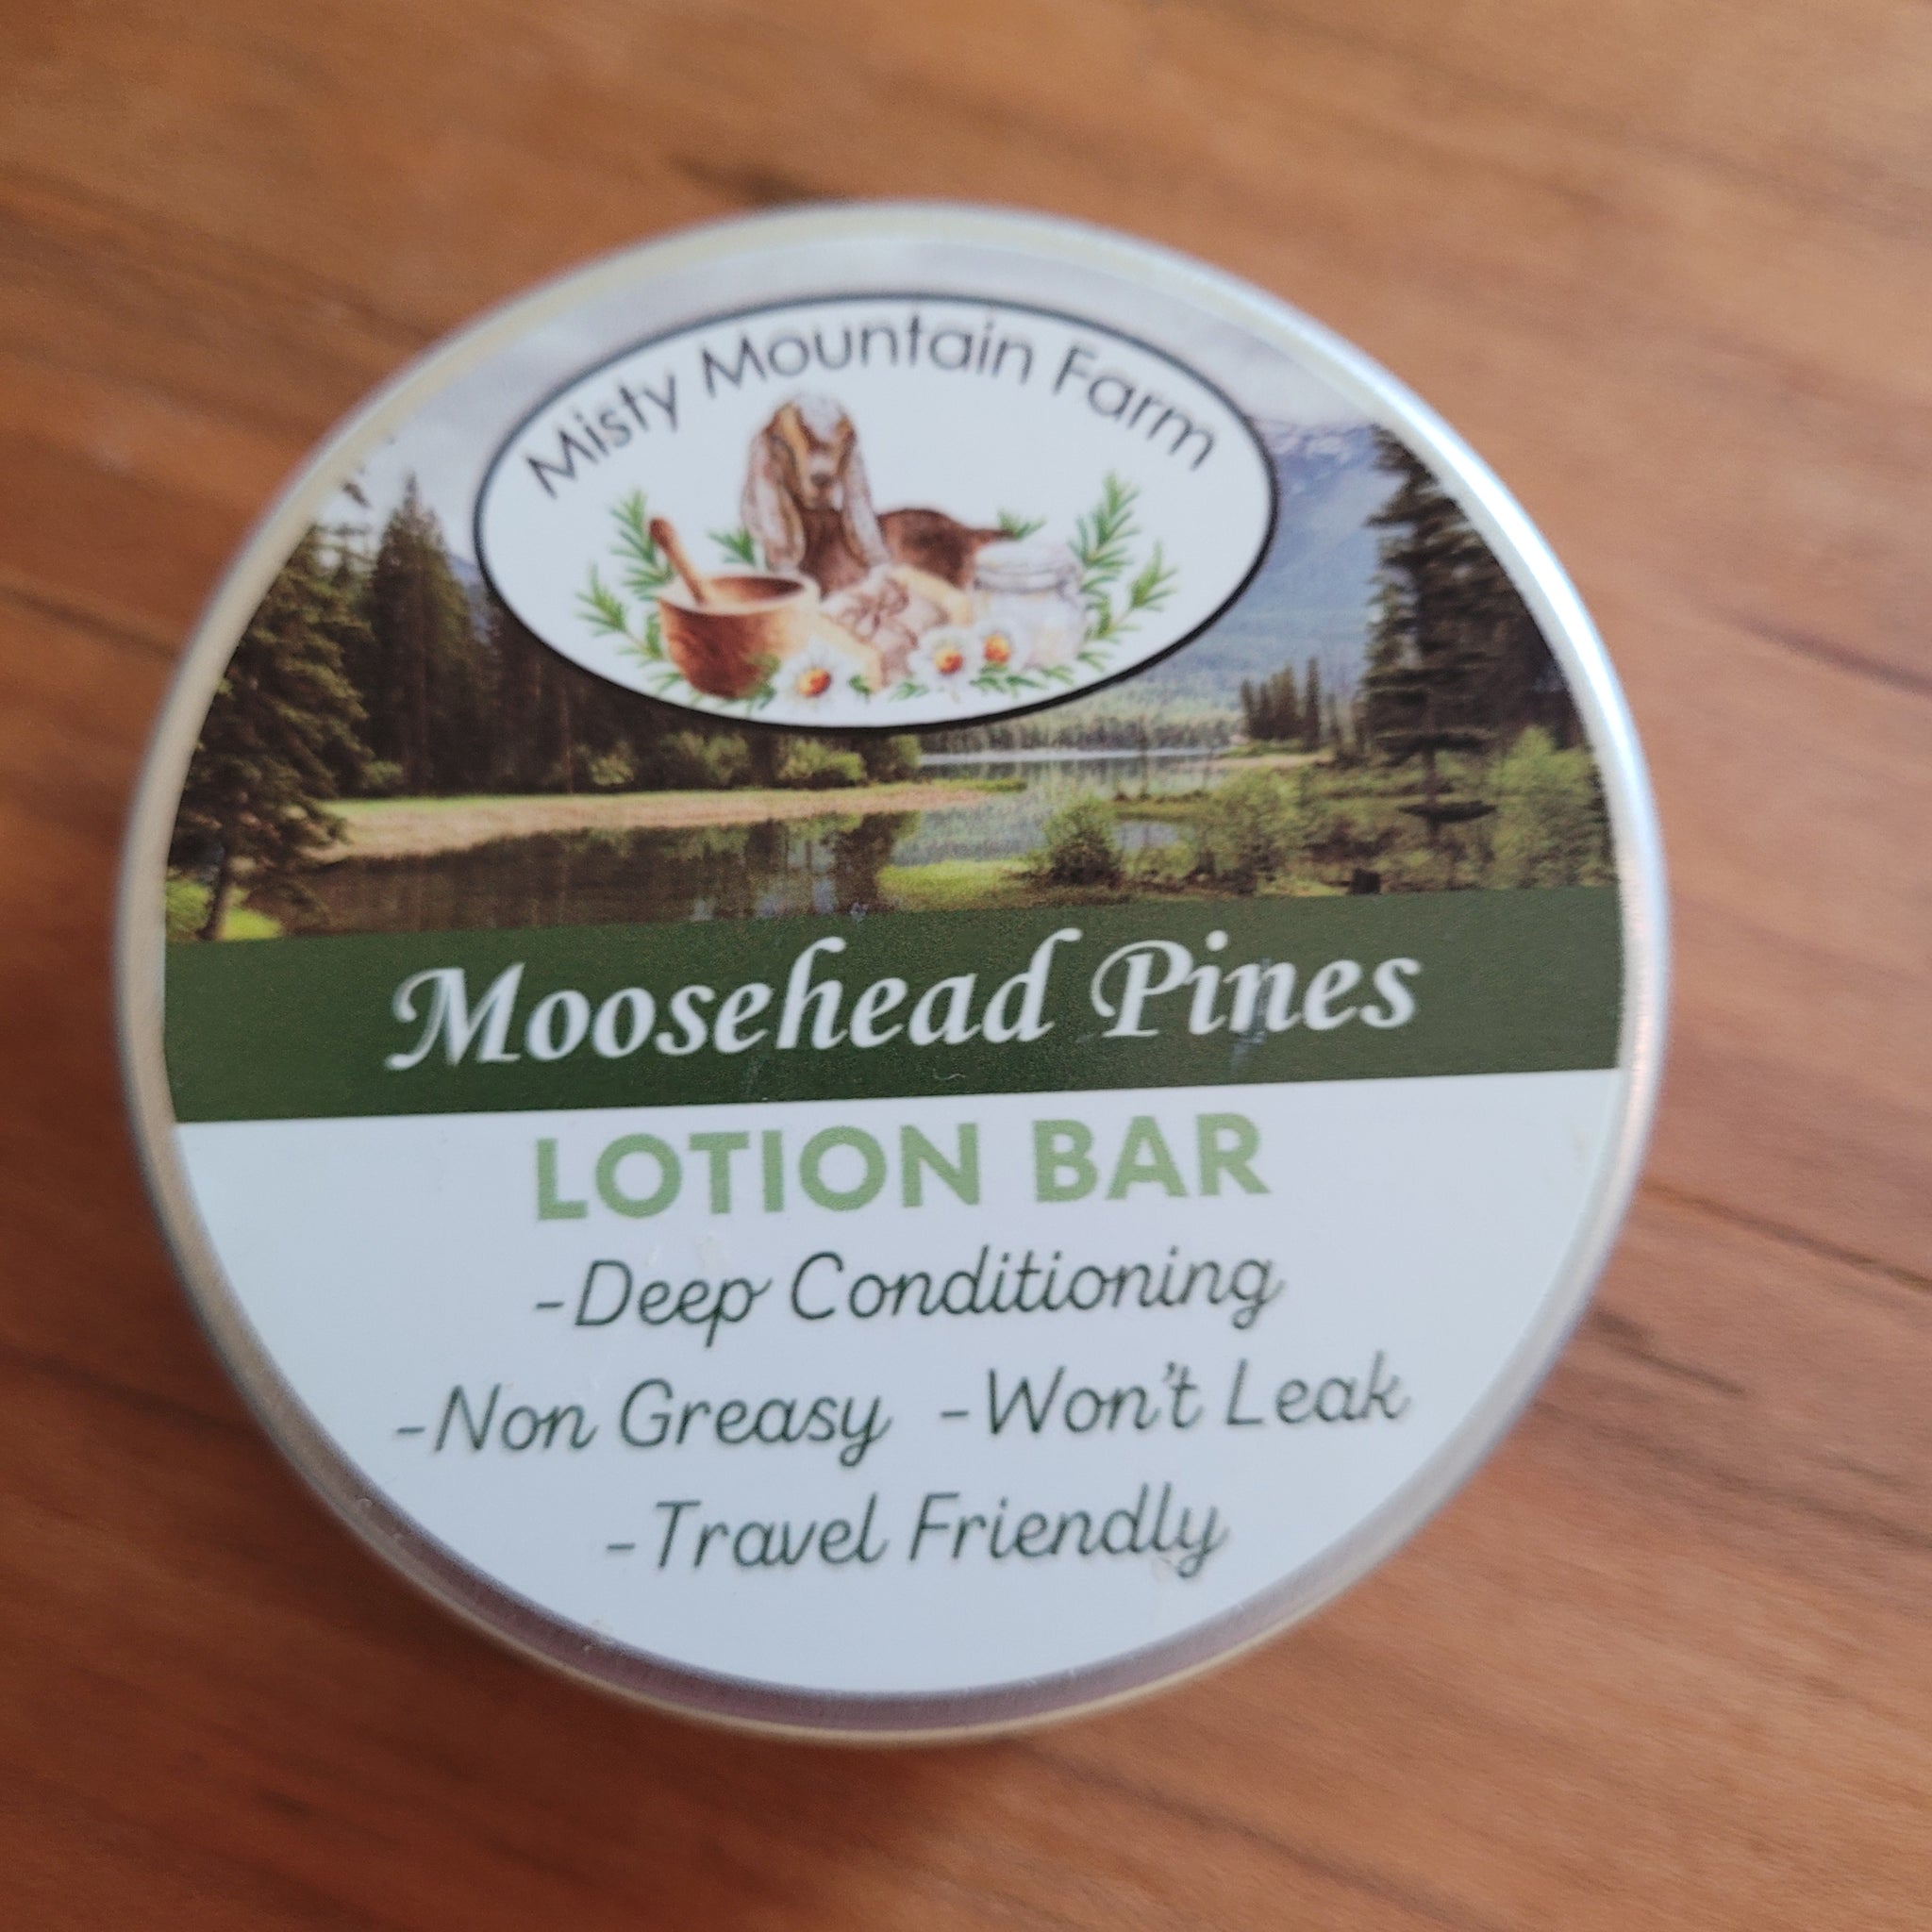 Misty Mountain Farm
Moosehead Pines
LOTION BAR
-Deep Conditioning
-Non Greasy -Won't Leak
-Travel Friendly